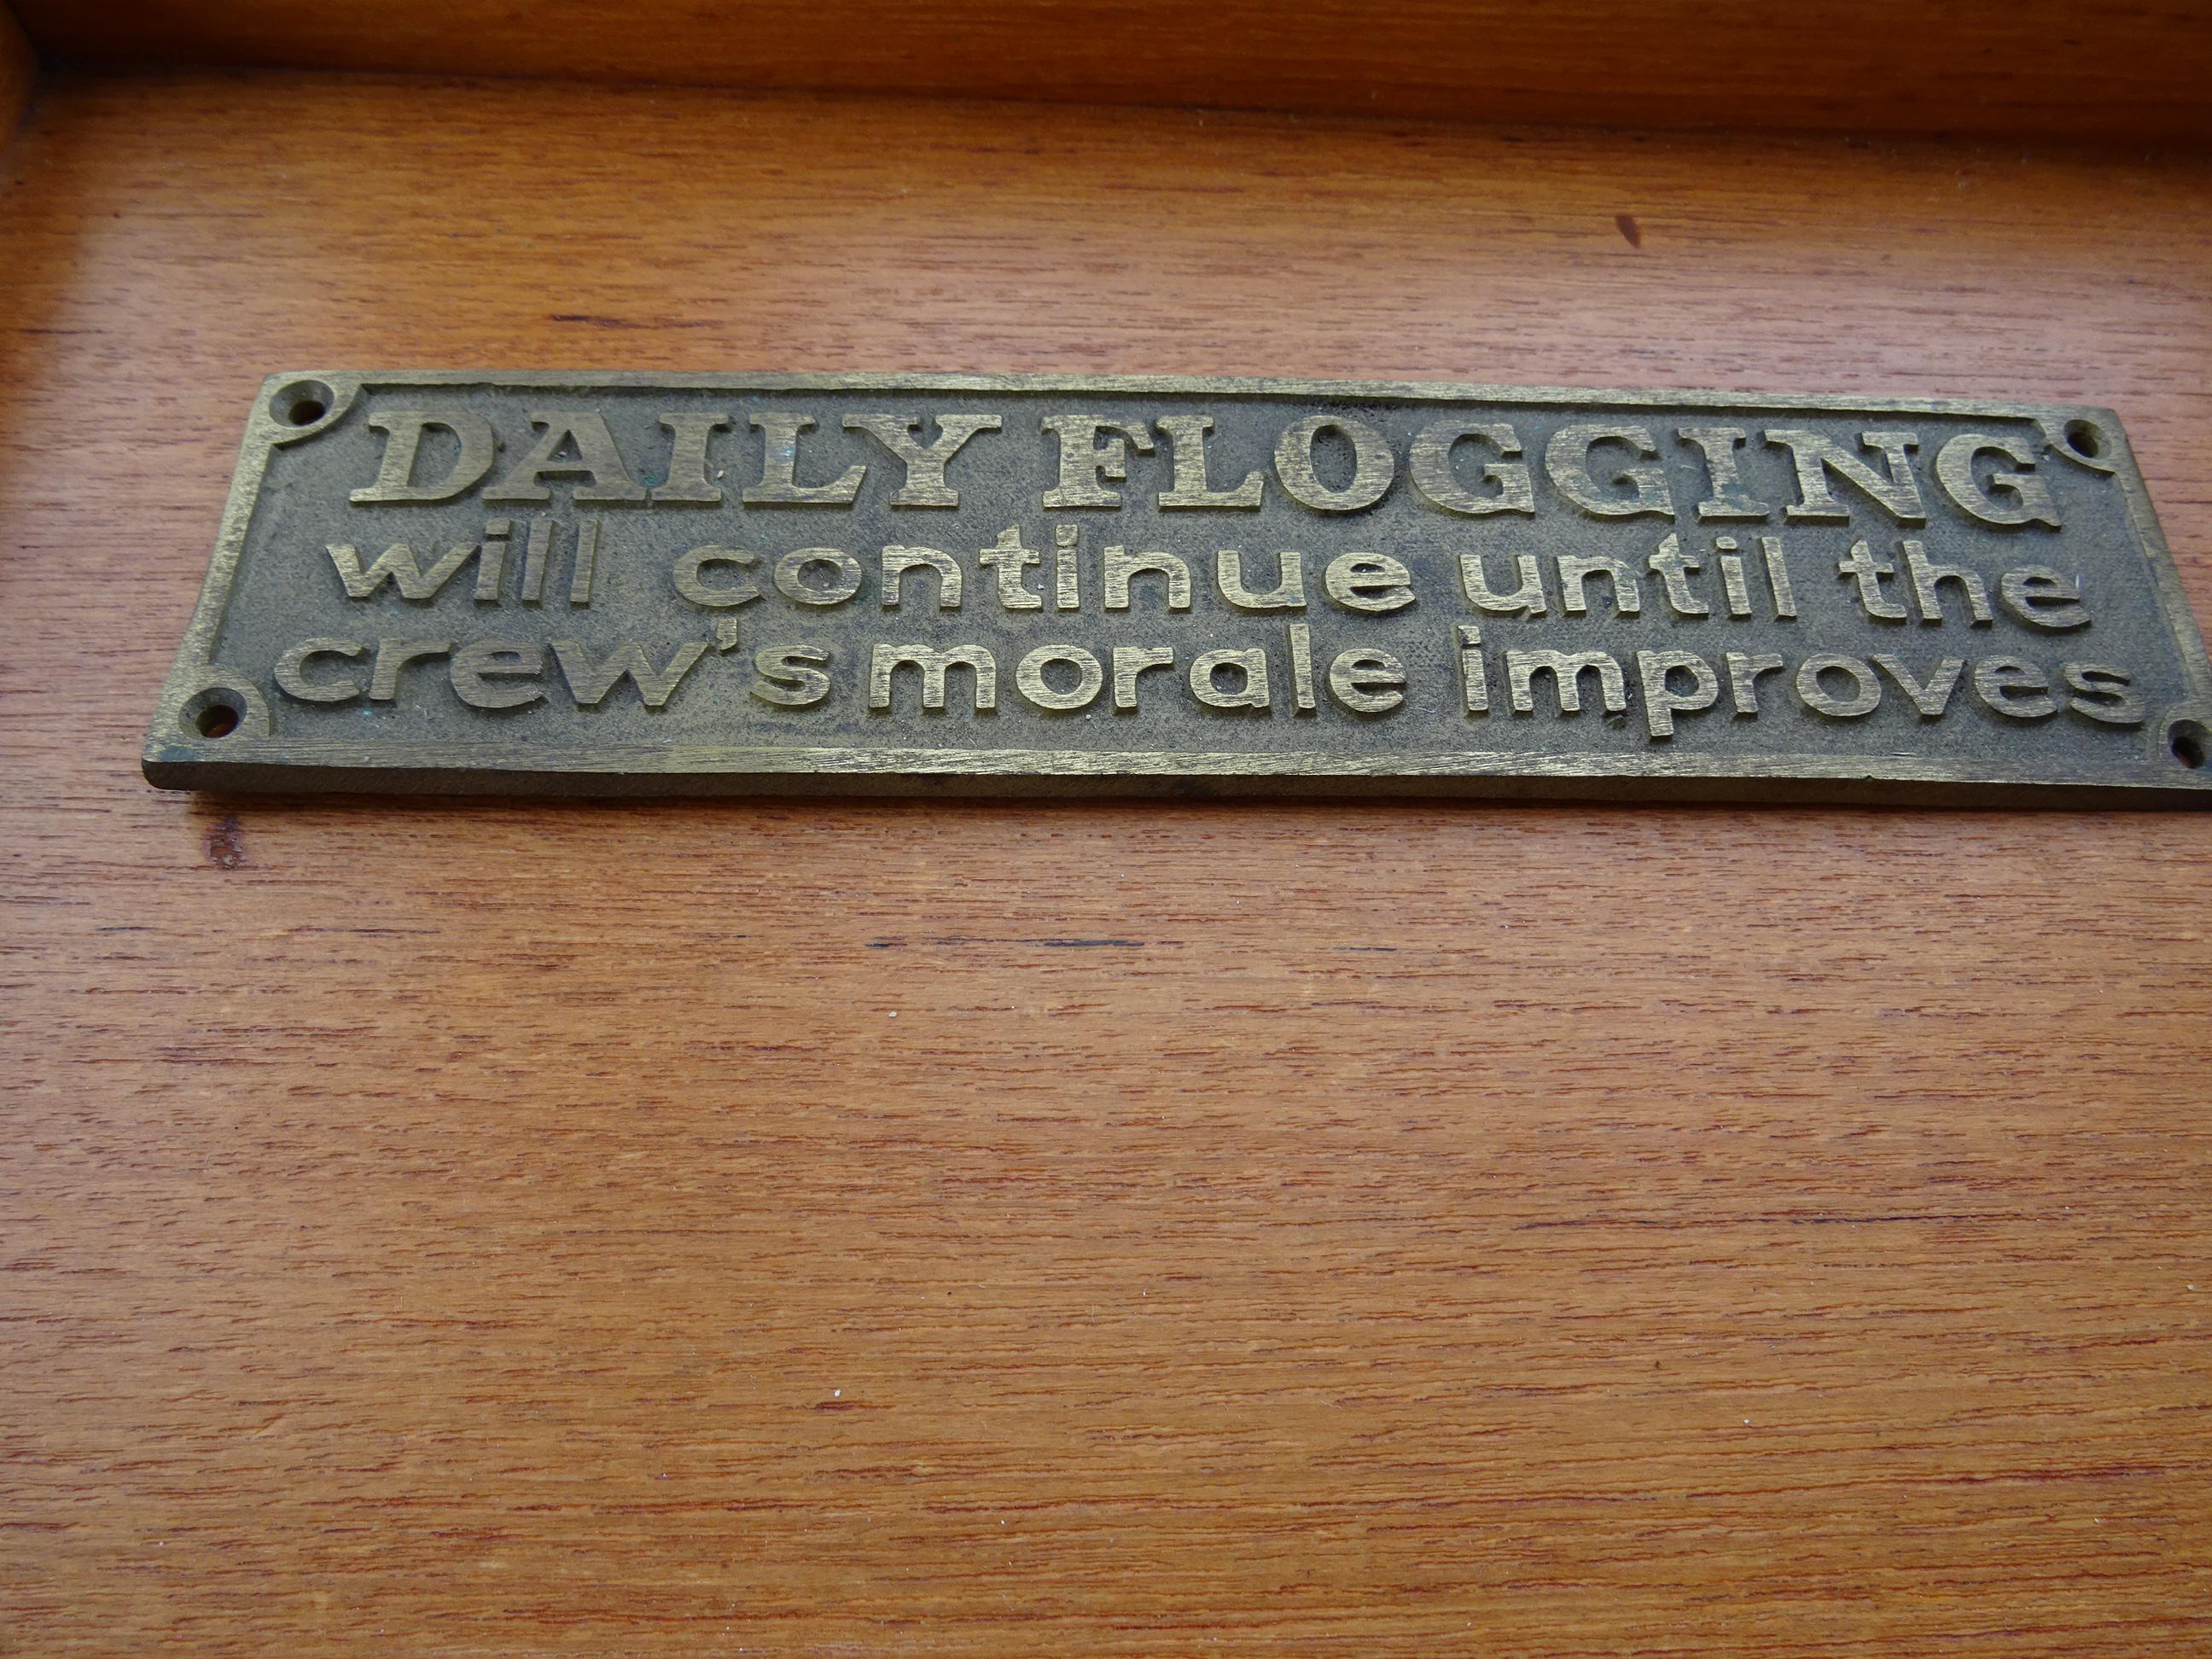 DAILY FLOGGING
will continue until the
crew's morale improves